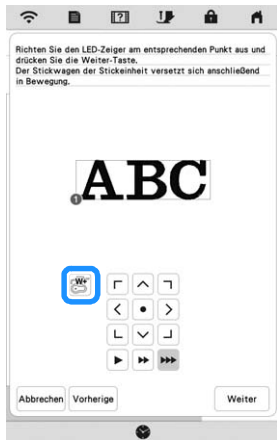 Richten Sie den LED-Zeiger am entsprechenden Punkt aus und
drücken Sie die Weiter-Taste.
Der Stickwagen der Stickeinheit versetzt sich anschließend
in Bewegung.
ABC
1
W+
Abbrechen Vorherige Weiter